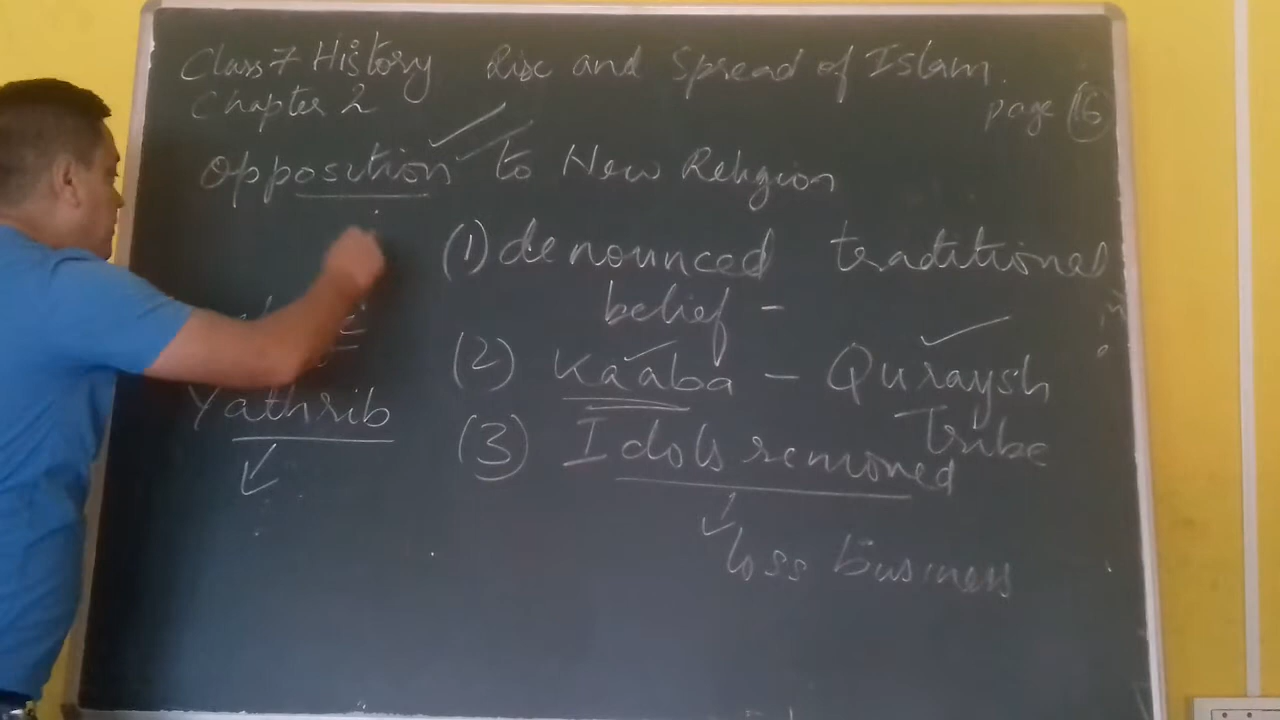 Class 7 History Rise and Spread of Islam.
Chapter 2
page 16
Opposition to New Religion
(1) denounced traditional
belief -
(2) Kaaba - Quraysh
Tribe
(3) Idols removed
loss business
Yathrib